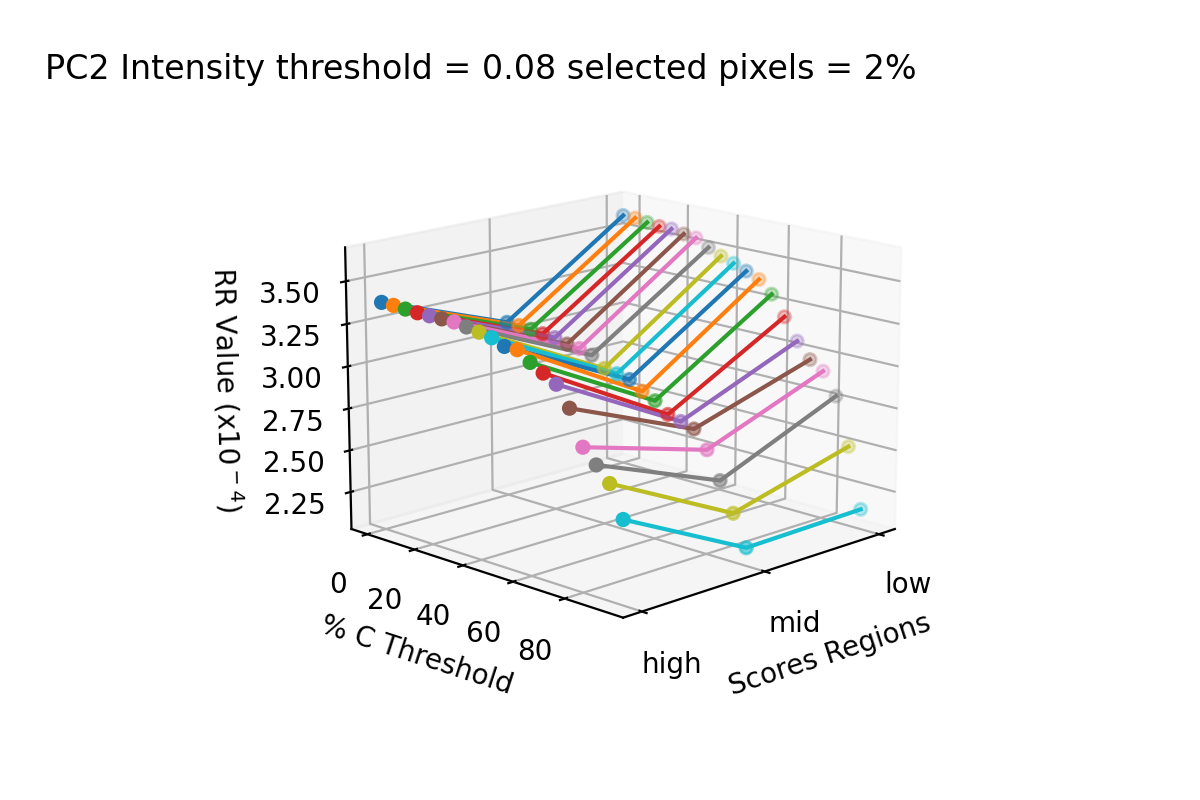 PC2 Intensity threshold = 0.08 selected pixels = 2%
RR Value (x10⁻⁴)
3.50
3.25
3.00
2.75
2.50
2.25
0
20
40
60
80
% C Threshold
high
mid
low
Scores Regions